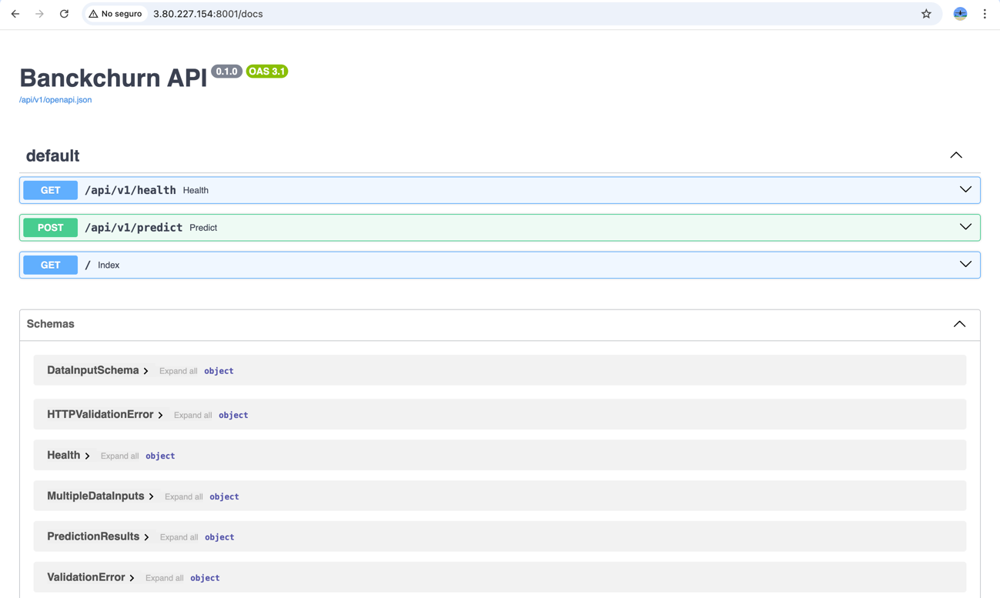 No seguro 3.80.227.154:8001/docs
Banckchurn API 0.1.0 OAS 3.1
/api/v1/openapi.json
default
GET /api/v1/health Health
POST /api/v1/predict Predict
GET / Index
Schemas
DataInputSchema Expand all object
HTTPValidationError Expand all object
Health Expand all object
MultipleDataInputs Expand all object
PredictionResults Expand all object
ValidationError Expand all object